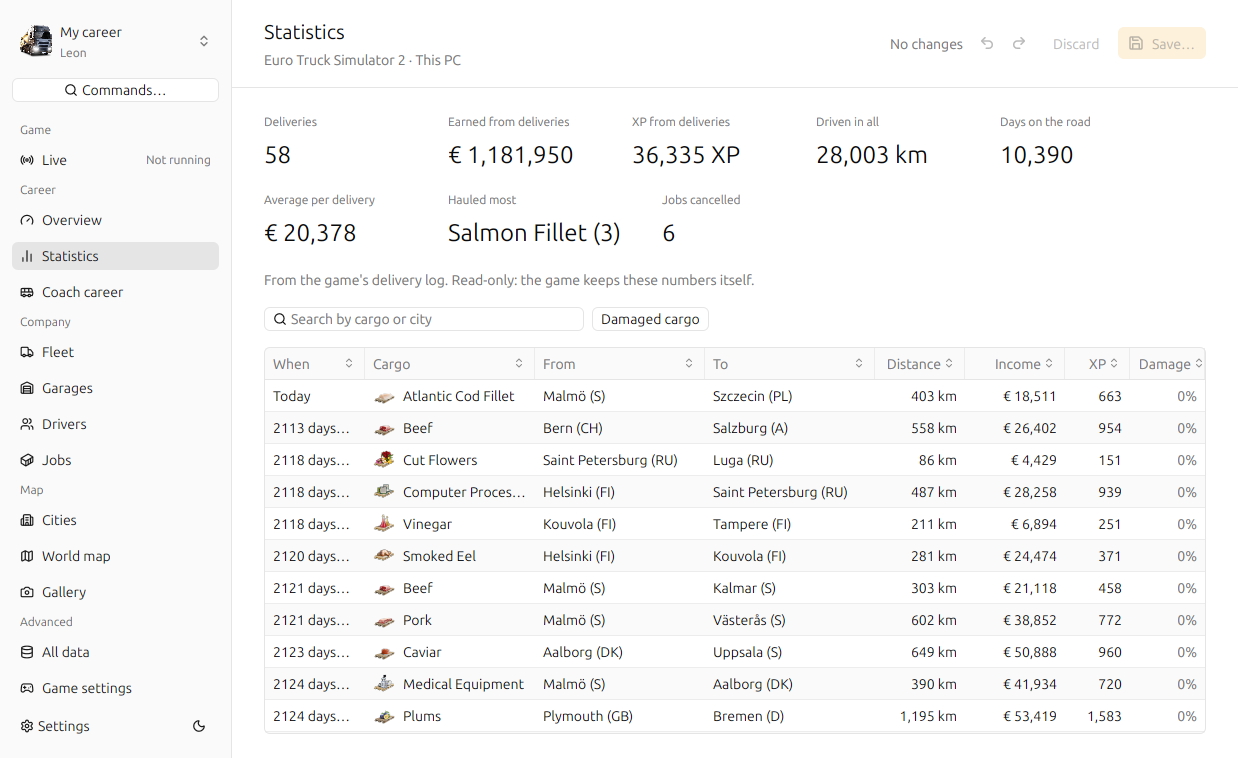 My career
Leon
Commands…
Game
Live Not running
Career
Overview
Statistics
Coach career
Company
Fleet
Garages
Drivers
Jobs
Map
Cities
World map
Gallery
Advanced
All data
Game settings
Settings
Statistics
Euro Truck Simulator 2 · This PC
No changes Discard Save…
Deliveries Earned from deliveries XP from deliveries Driven in all Days on the road
58 € 1,181,950 36,335 XP 28,003 km 10,390
Average per delivery Hauled most Jobs cancelled
€ 20,378 Salmon Fillet (3) 6
From the game's delivery log. Read-only: the game keeps these numbers itself.
Search by cargo or city Damaged cargo
When Cargo From To Distance Income XP Damage
Today Atlantic Cod Fillet Malmö (S) Szczecin (PL) 403 km € 18,511 663 0%
2113 days… Beef Bern (CH) Salzburg (A) 558 km € 26,402 954 0%
2118 days… Cut Flowers Saint Petersburg (RU) Luga (RU) 86 km € 4,429 151 0%
2118 days… Computer Proces… Helsinki (FI) Saint Petersburg (RU) 487 km € 28,258 939 0%
2118 days… Vinegar Kouvola (FI) Tampere (FI) 211 km € 6,894 251 0%
2120 days… Smoked Eel Helsinki (FI) Kouvola (FI) 281 km € 24,474 371 0%
2121 days… Beef Malmö (S) Kalmar (S) 303 km € 21,118 458 0%
2121 days… Pork Malmö (S) Västerås (S) 602 km € 38,852 772 0%
2123 days… Caviar Aalborg (DK) Uppsala (S) 649 km € 50,888 960 0%
2124 days… Medical Equipment Malmö (S) Aalborg (DK) 390 km € 41,934 720 0%
2124 days… Plums Plymouth (GB) Bremen (D) 1,195 km € 53,419 1,583 0%